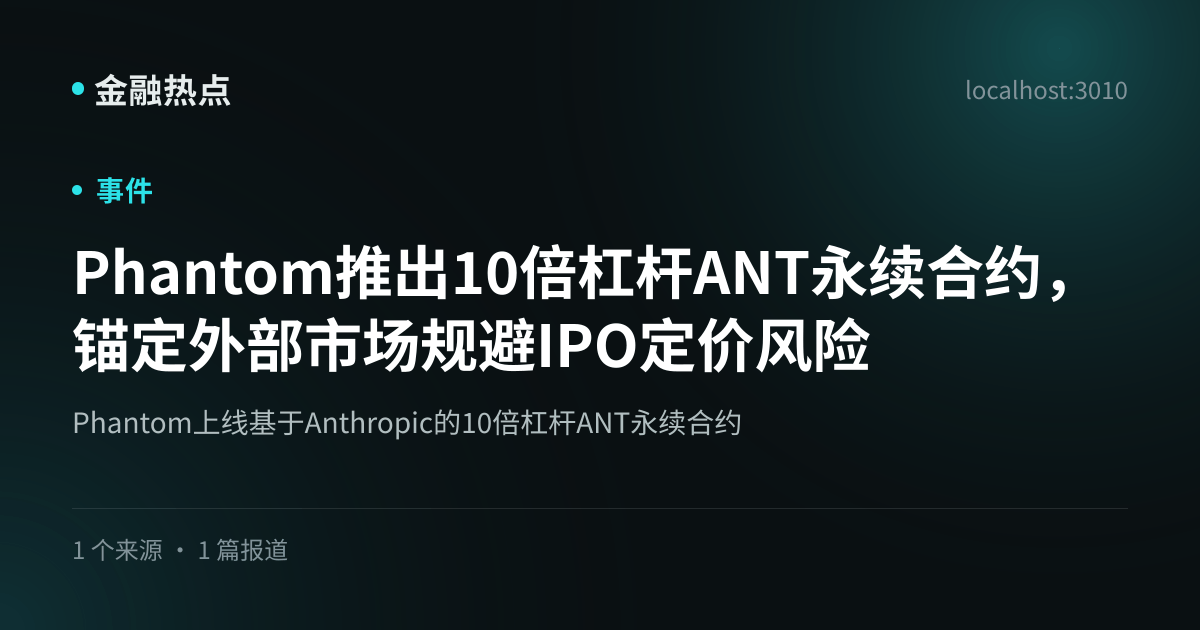 金融热点
localhost:3010
事件
Phantom推出10倍杠杆ANT永续合约，
锚定外部市场规避IPO定价风险
Phantom上线基于Anthropic的10倍杠杆ANT永续合约
1 个来源 · 1 篇报道